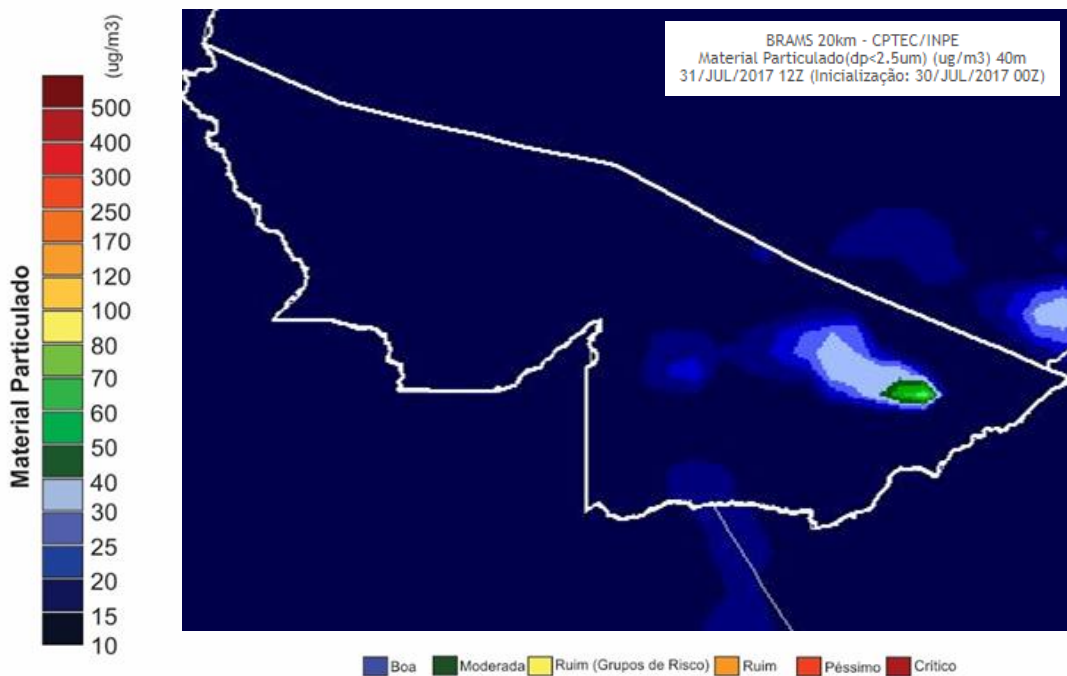 BRAMS 20km - CPTEC/INPE
Material Particulado(dp<2.5um) (ug/m3) 40m
31/JUL/2017 12Z (Inicialização: 30/JUL/2017 00Z)
(ug/m3)
Material Particulado
500
400
300
250
170
120
100
80
70
60
50
40
30
25
20
15
10
Boa Moderada Ruim (Grupos de Risco) Ruim Péssimo Crítico